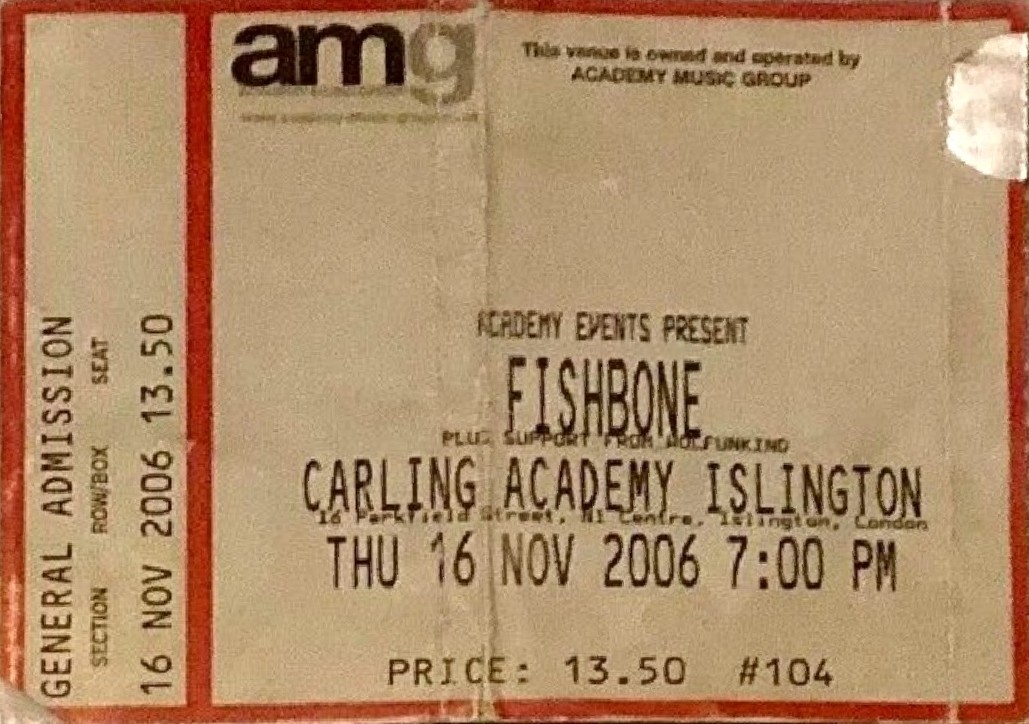 GENERAL ADMISSION
SECTION ROW/BOX SEAT
16 NOV 2006 13.50
amg
This venue is owned and operated by
ACADEMY MUSIC GROUP
ACADEMY EVENTS PRESENT
FISHBONE
PLUS SUPPORT FROM WOLFUNKIND
CARLING ACADEMY ISLINGTON
16 Parkfield Street, N1 Centre, Islington, London
THU 16 NOV 2006 7:00 PM
PRICE: 13.50 #104